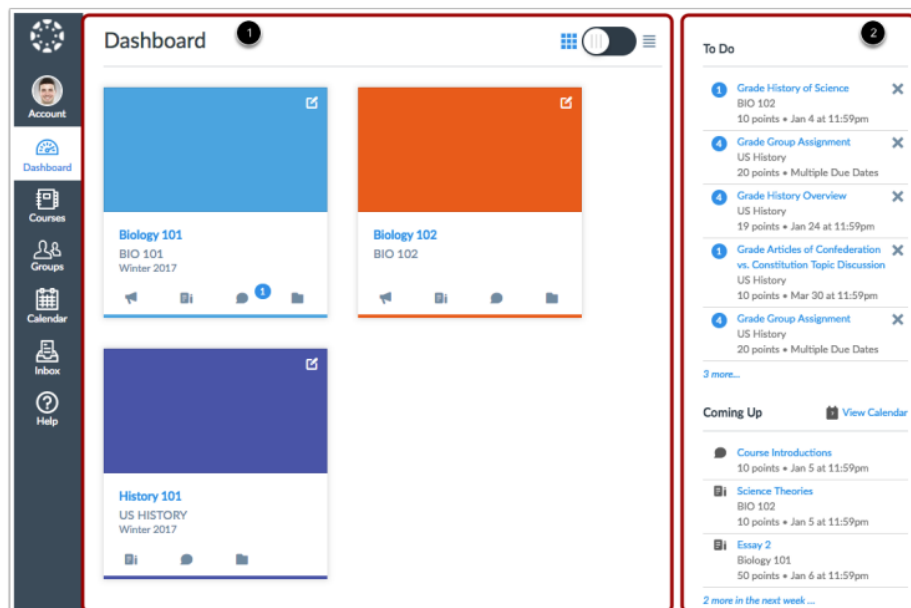 Account
Dashboard
Courses
Groups
Calendar
Inbox
Help
Dashboard
1
Biology 101
BIO 101
Winter 2017
1
Biology 102
BIO 102
History 101
US HISTORY
Winter 2017
2
To Do
1 Grade History of Science
BIO 102
10 points • Jan 4 at 11:59pm
4 Grade Group Assignment
US History
20 points • Multiple Due Dates
4 Grade History Overview
US History
19 points • Jan 24 at 11:59pm
1 Grade Articles of Confederation
vs. Constitution Topic Discussion
US History
10 points • Mar 30 at 11:59pm
4 Grade Group Assignment
US History
20 points • Multiple Due Dates
3 more...
Coming Up View Calendar
Course Introductions
10 points • Jan 5 at 11:59pm
Science Theories
BIO 102
10 points • Jan 5 at 11:59pm
Essay 2
Biology 101
50 points • Jan 6 at 11:59pm
2 more in the next week ...